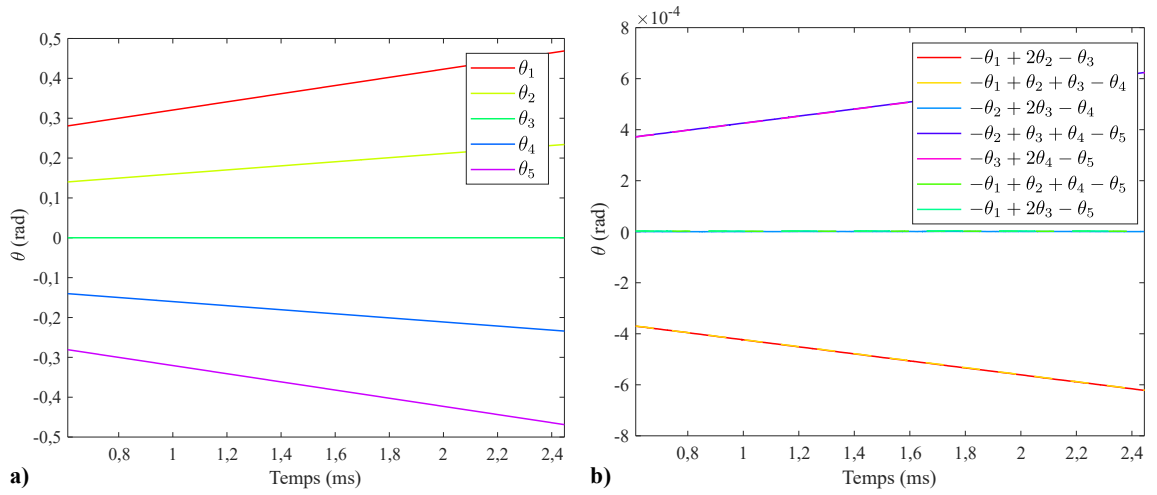 0,5
0,4
0,3
0,2
0,1
0
-0,1
-0,2
-0,3
-0,4
-0,5
θ (rad)
0,8 1 1,2 1,4 1,6 1,8 2 2,2 2,4
Temps (ms)
θ₁
θ₂
θ₃
θ₄
θ₅
a)
×10⁻⁴
8
6
4
2
0
-2
-4
-6
-8
θ (rad)
0,8 1 1,2 1,4 1,6 1,8 2 2,2 2,4
Temps (ms)
−θ₁ + 2θ₂ − θ₃
−θ₁ + θ₂ + θ₃ − θ₄
−θ₂ + 2θ₃ − θ₄
−θ₂ + θ₃ + θ₄ − θ₅
−θ₃ + 2θ₄ − θ₅
−θ₁ + θ₂ + θ₄ − θ₅
−θ₁ + 2θ₃ − θ₅
b)